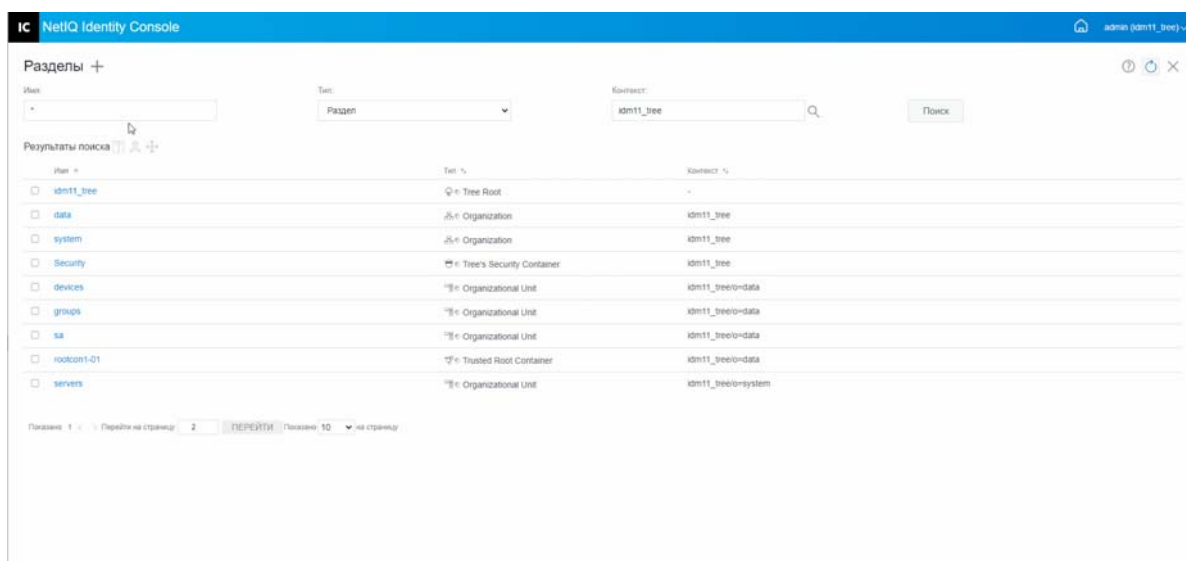 IC NetIQ Identity Console admin (idm11_tree)
Разделы
Имя: Тип: Контекст:
* Раздел idm11_tree Поиск
Результаты поиска
Имя Тип Контекст
idm11_tree Tree Root -
data Organization idm11_tree
system Organization idm11_tree
Security Tree's Security Container idm11_tree
devices Organizational Unit idm11_tree/o=data
groups Organizational Unit idm11_tree/o=data
sa Organizational Unit idm11_tree/o=data
rootcon1-01 Trusted Root Container idm11_tree/o=data
servers Organizational Unit idm11_tree/o=system
Показано 1 Перейти на страницу 2 ПЕРЕЙТИ Показано 10 на страницу